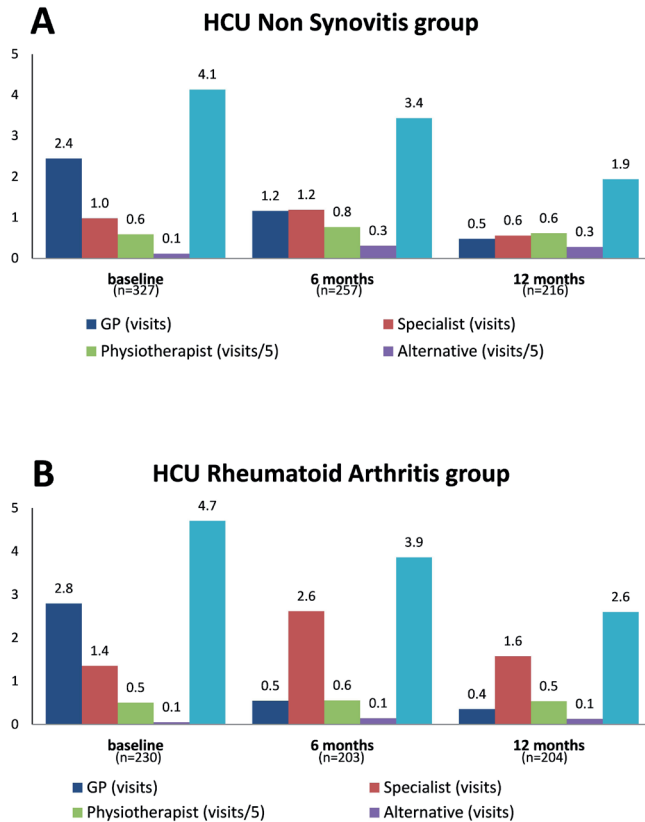 A
HCU Non Synovitis group
5
4
3
2
1
0
2.4
1.0
0.6
0.1
4.1
1.2
1.2
0.8
0.3
3.4
0.5
0.6
0.6
0.3
1.9
baseline
(n=327)
6 months
(n=257)
12 months
(n=216)
GP (visits)
Specialist (visits)
Physiotherapist (visits/5)
Alternative (visits/5)
B
HCU Rheumatoid Arthritis group
5
4
3
2
1
0
2.8
1.4
0.5
0.1
4.7
0.5
2.6
0.6
0.1
3.9
0.4
1.6
0.5
0.1
2.6
baseline
(n=230)
6 months
(n=203)
12 months
(n=204)
GP (visits)
Specialist (visits)
Physiotherapist (visits/5)
Alternative (visits)